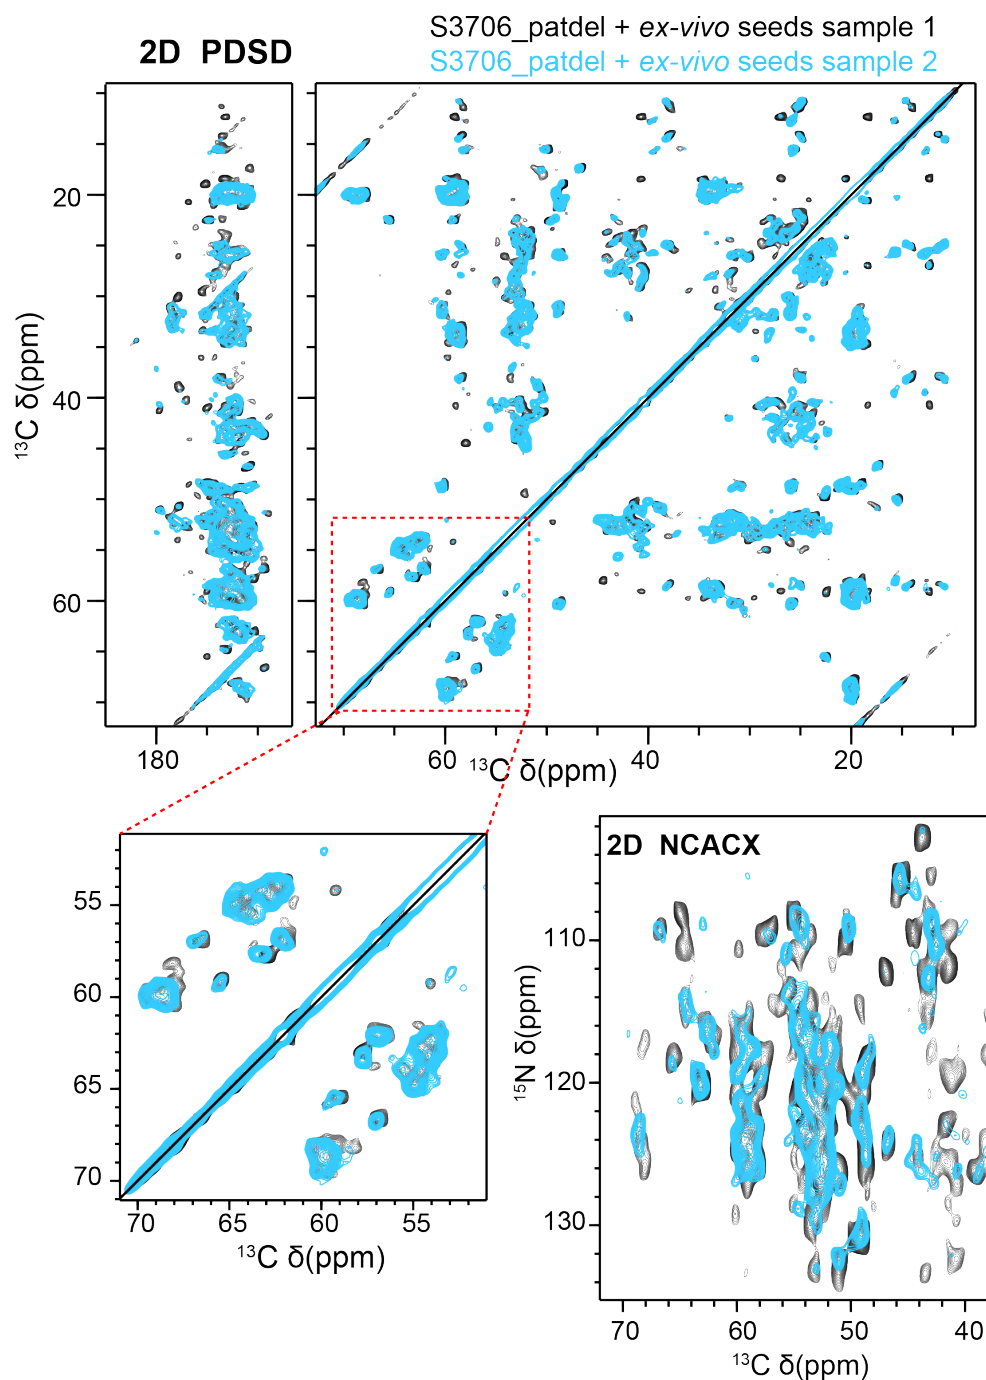 2D PDSD
S3706_patdel + ex-vivo seeds sample 1
S3706_patdel + ex-vivo seeds sample 2
20
40
60
¹³C δ(ppm)
180
60
40
20
¹³C δ(ppm)
55
60
65
70
70
65
60
55
¹³C δ(ppm)
2D NCACX
110
120
130
¹⁵N δ(ppm)
70
60
50
40
¹³C δ(ppm)